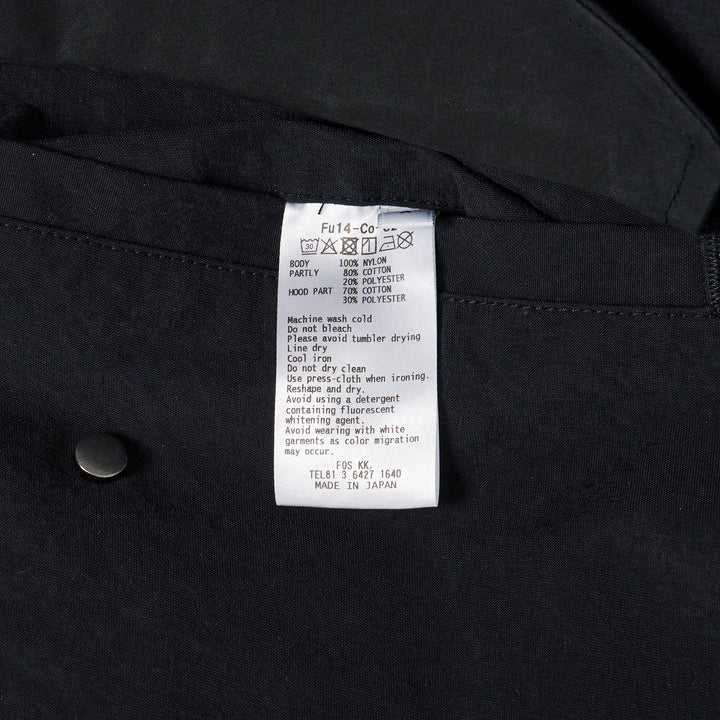 Fu14-Co-02
30
BODY 100% NYLON
PARTLY 80% COTTON
20% POLYESTER
HOOD PART 70% COTTON
30% POLYESTER
Machine wash cold
Do not bleach
Please avoid tumbler drying
Line dry
Cool iron
Do not dry clean
Use press-cloth when ironing.
Reshape and dry.
Avoid using a detergent
containing fluorescent
whitening agent.
Avoid wearing with white
garments as color migration
may occur.
FOS KK.
TEL81 3 6427 1640
MADE IN JAPAN